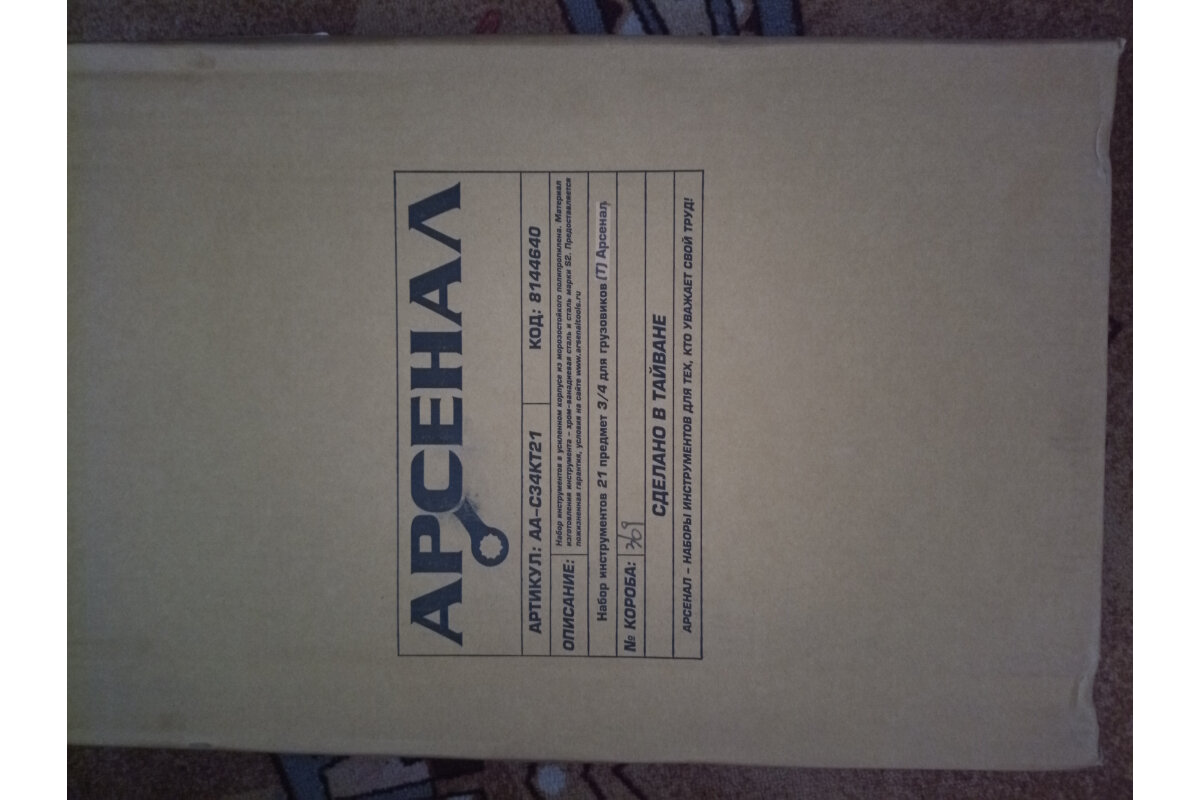 АРСЕНАЛ
АРТИКУЛ: АА-С34КТ21 КОД: 8144640
ОПИСАНИЕ: Набор инструментов в усиленном корпусе из морозостойкого полипропилена. Материал
изготовления инструмента - хром-ванадиевая сталь и сталь марки S2. Предоставляется
пожизненная гарантия, условия на сайте www.arsenaltools.ru
Набор инструментов 21 предмет 3/4 для грузовиков (Т) Арсенал
№ КОРОБА: 369
СДЕЛАНО В ТАЙВАНЕ
АРСЕНАЛ - НАБОРЫ ИНСТРУМЕНТОВ ДЛЯ ТЕХ, КТО УВАЖАЕТ СВОЙ ТРУД!